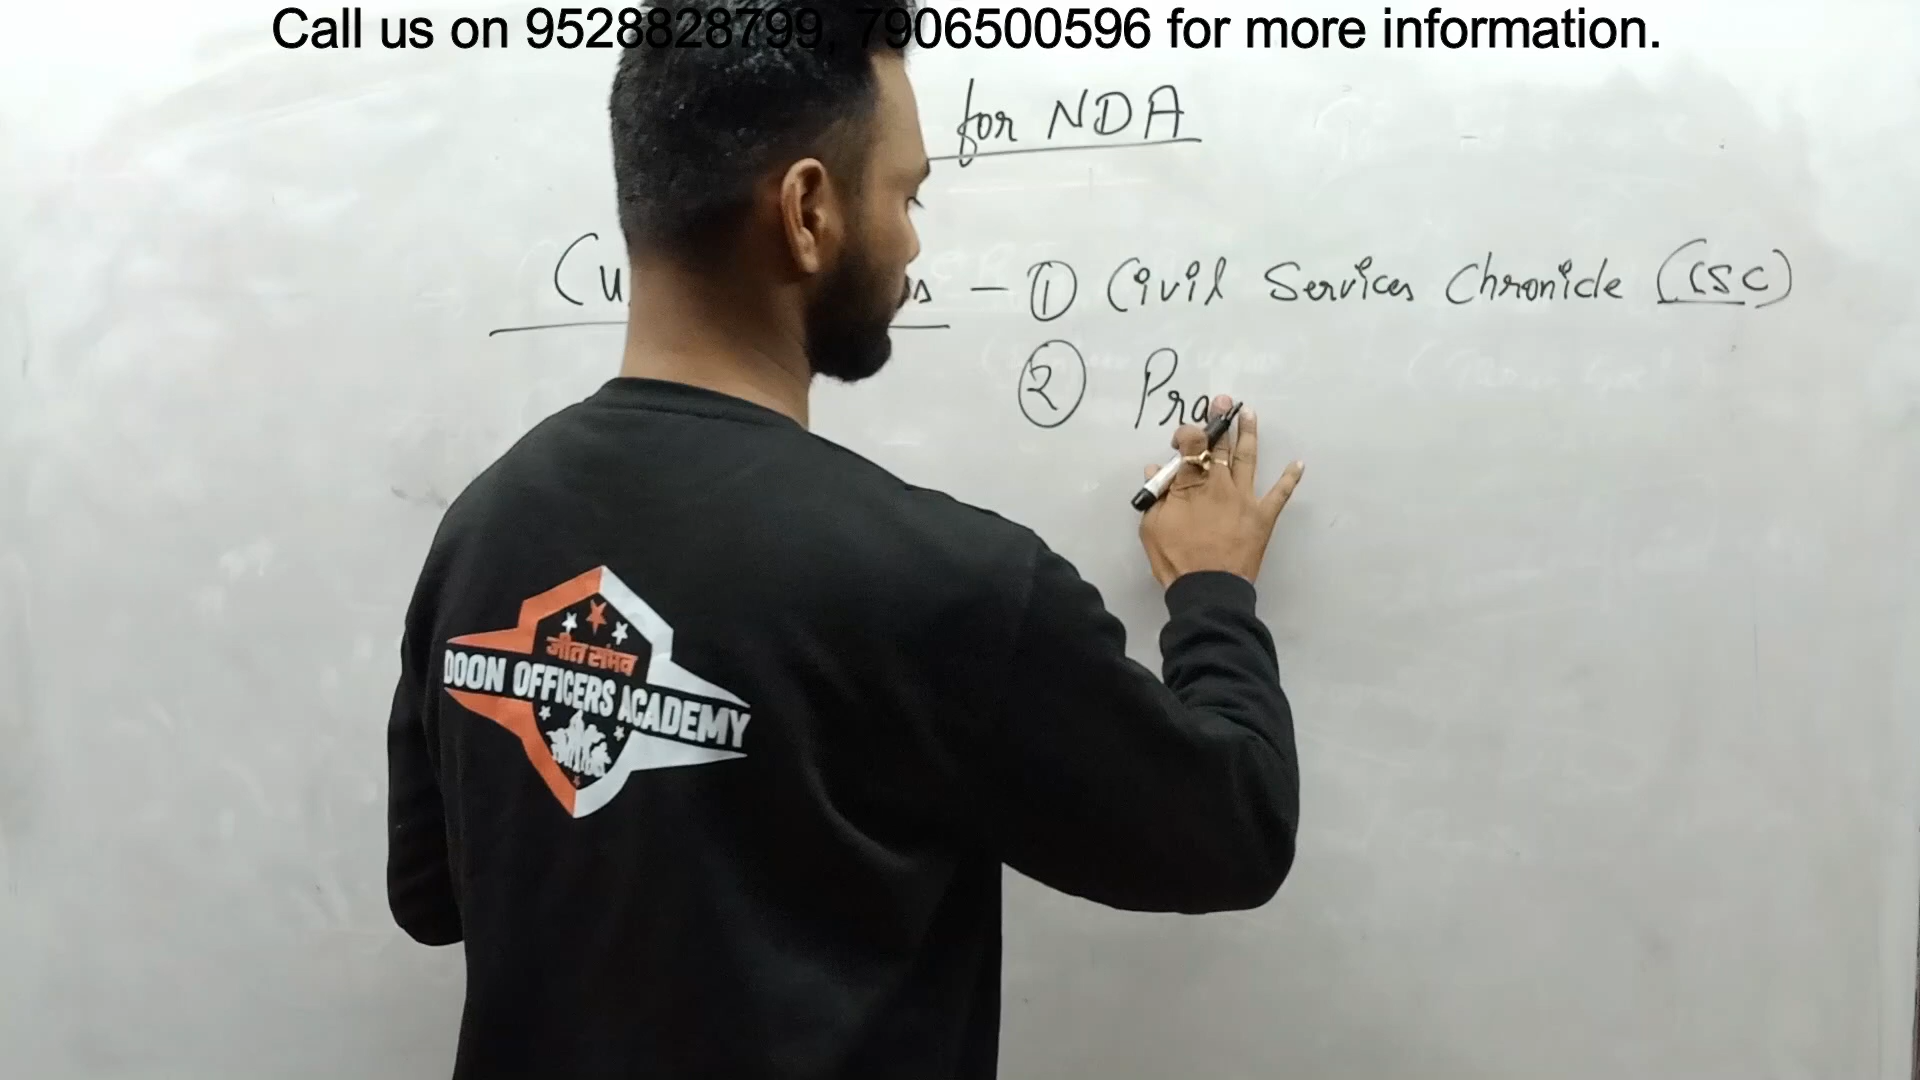 Call us on 9528828799, 7906500596 for more information.
for NDA
① Civil Services Chronicle (CSC)
② Pra
जीत संभव
DOON OFFICERS ACADEMY